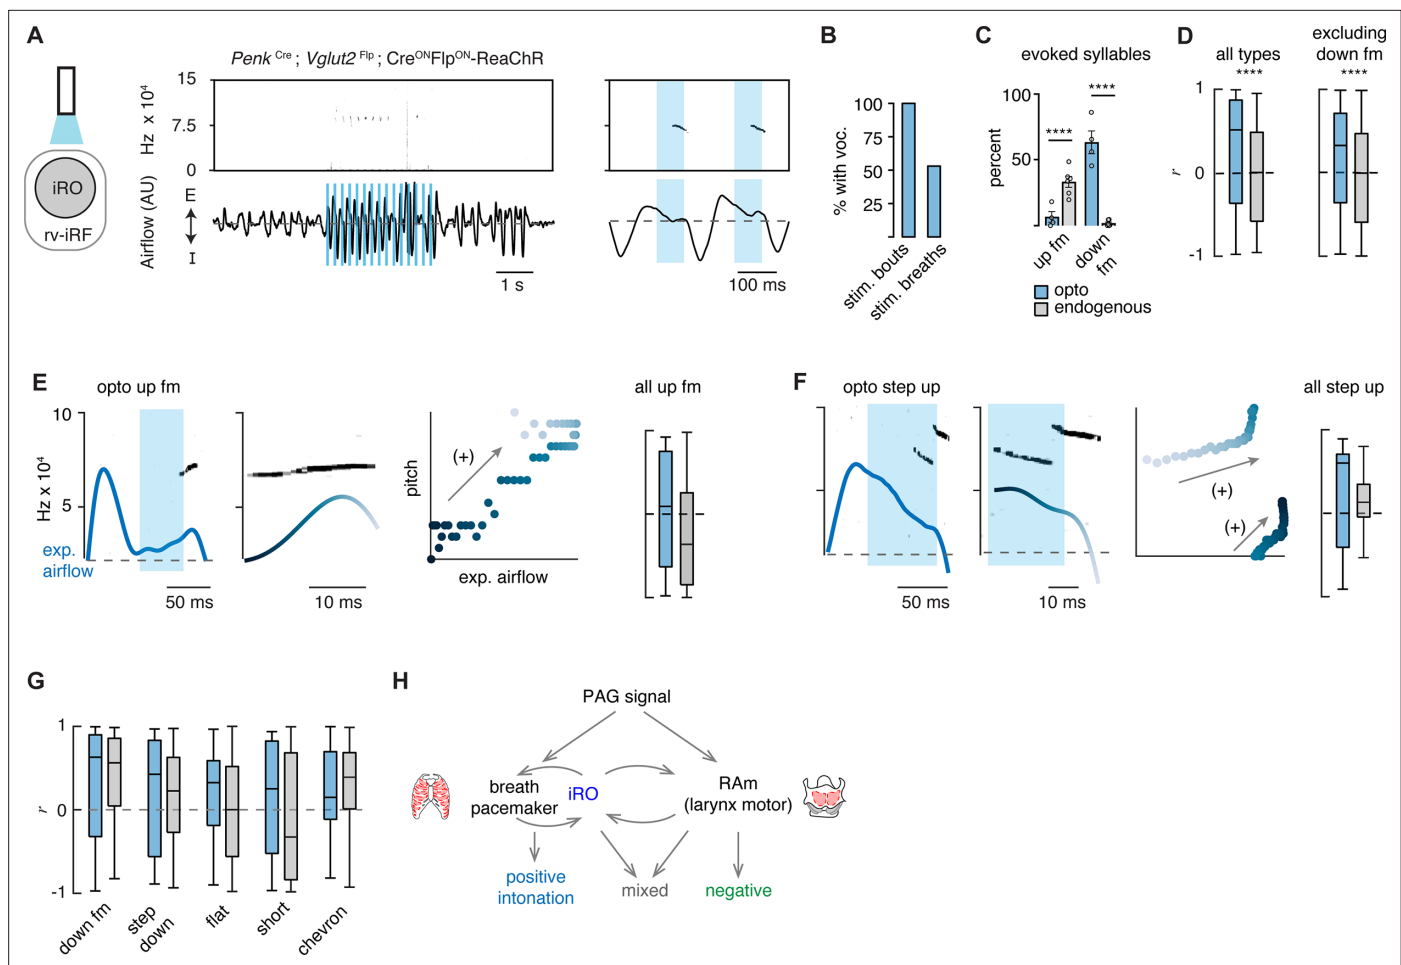 A
Penk Cre ; Vglut2 Flp ; CreONFlpON-ReaChR
iRO
rv-iRF
Hz x 10⁴
15
7.5
0
Airflow (AU)
E
I
1 s
100 ms
B
% with voc.
100
75
50
25
stim. bouts
stim. breaths
C
evoked syllables
percent
100
50
****
****
up fm
down fm
opto
endogenous
D
all types
****
excluding
down fm
****
r
1
0
-1
E
opto up fm
Hz x 10⁴
10
5
exp.
airflow
50 ms
10 ms
pitch
(+)
exp. airflow
all up fm
F
opto step up
50 ms
10 ms
(+)
(+)
all step up
G
r
1
0
-1
down fm
step
down
flat
short
chevron
H
PAG signal
breath
pacemaker
iRO
RAm
(larynx motor)
positive
intonation
mixed
negative